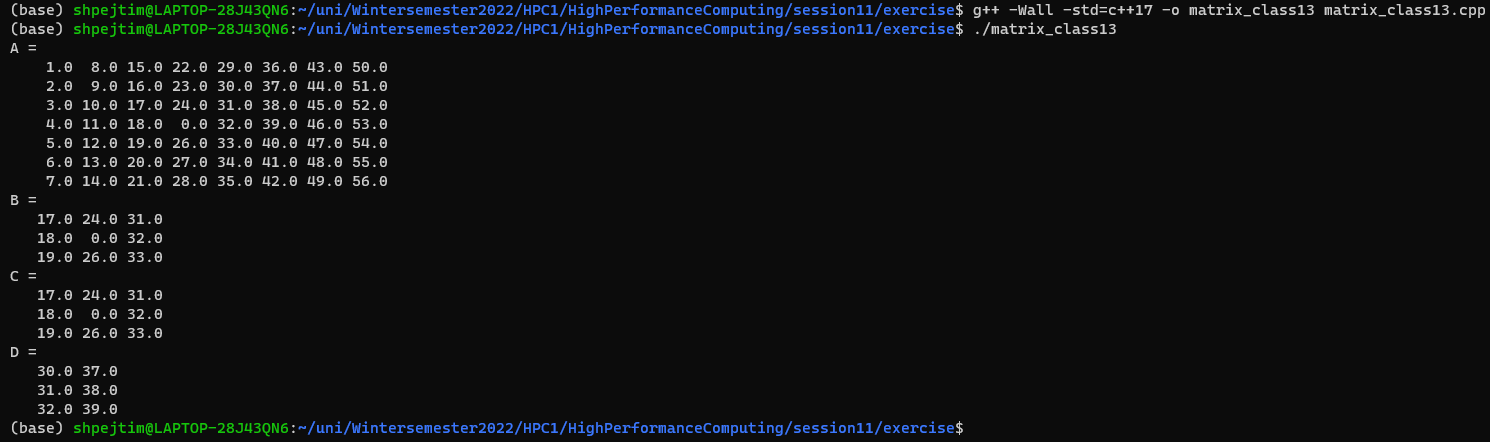 (base) shpejtim@LAPTOP-28J43QN6:~/uni/Wintersemester2022/HPC1/HighPerformanceComputing/session11/exercise$ g++ -Wall -std=c++17 -o matrix_class13 matrix_class13.cpp
(base) shpejtim@LAPTOP-28J43QN6:~/uni/Wintersemester2022/HPC1/HighPerformanceComputing/session11/exercise$ ./matrix_class13
A =
    1.0  8.0 15.0 22.0 29.0 36.0 43.0 50.0
    2.0  9.0 16.0 23.0 30.0 37.0 44.0 51.0
    3.0 10.0 17.0 24.0 31.0 38.0 45.0 52.0
    4.0 11.0 18.0  0.0 32.0 39.0 46.0 53.0
    5.0 12.0 19.0 26.0 33.0 40.0 47.0 54.0
    6.0 13.0 20.0 27.0 34.0 41.0 48.0 55.0
    7.0 14.0 21.0 28.0 35.0 42.0 49.0 56.0
B =
   17.0 24.0 31.0
   18.0  0.0 32.0
   19.0 26.0 33.0
C =
   17.0 24.0 31.0
   18.0  0.0 32.0
   19.0 26.0 33.0
D =
   30.0 37.0
   31.0 38.0
   32.0 39.0
(base) shpejtim@LAPTOP-28J43QN6:~/uni/Wintersemester2022/HPC1/HighPerformanceComputing/session11/exercise$